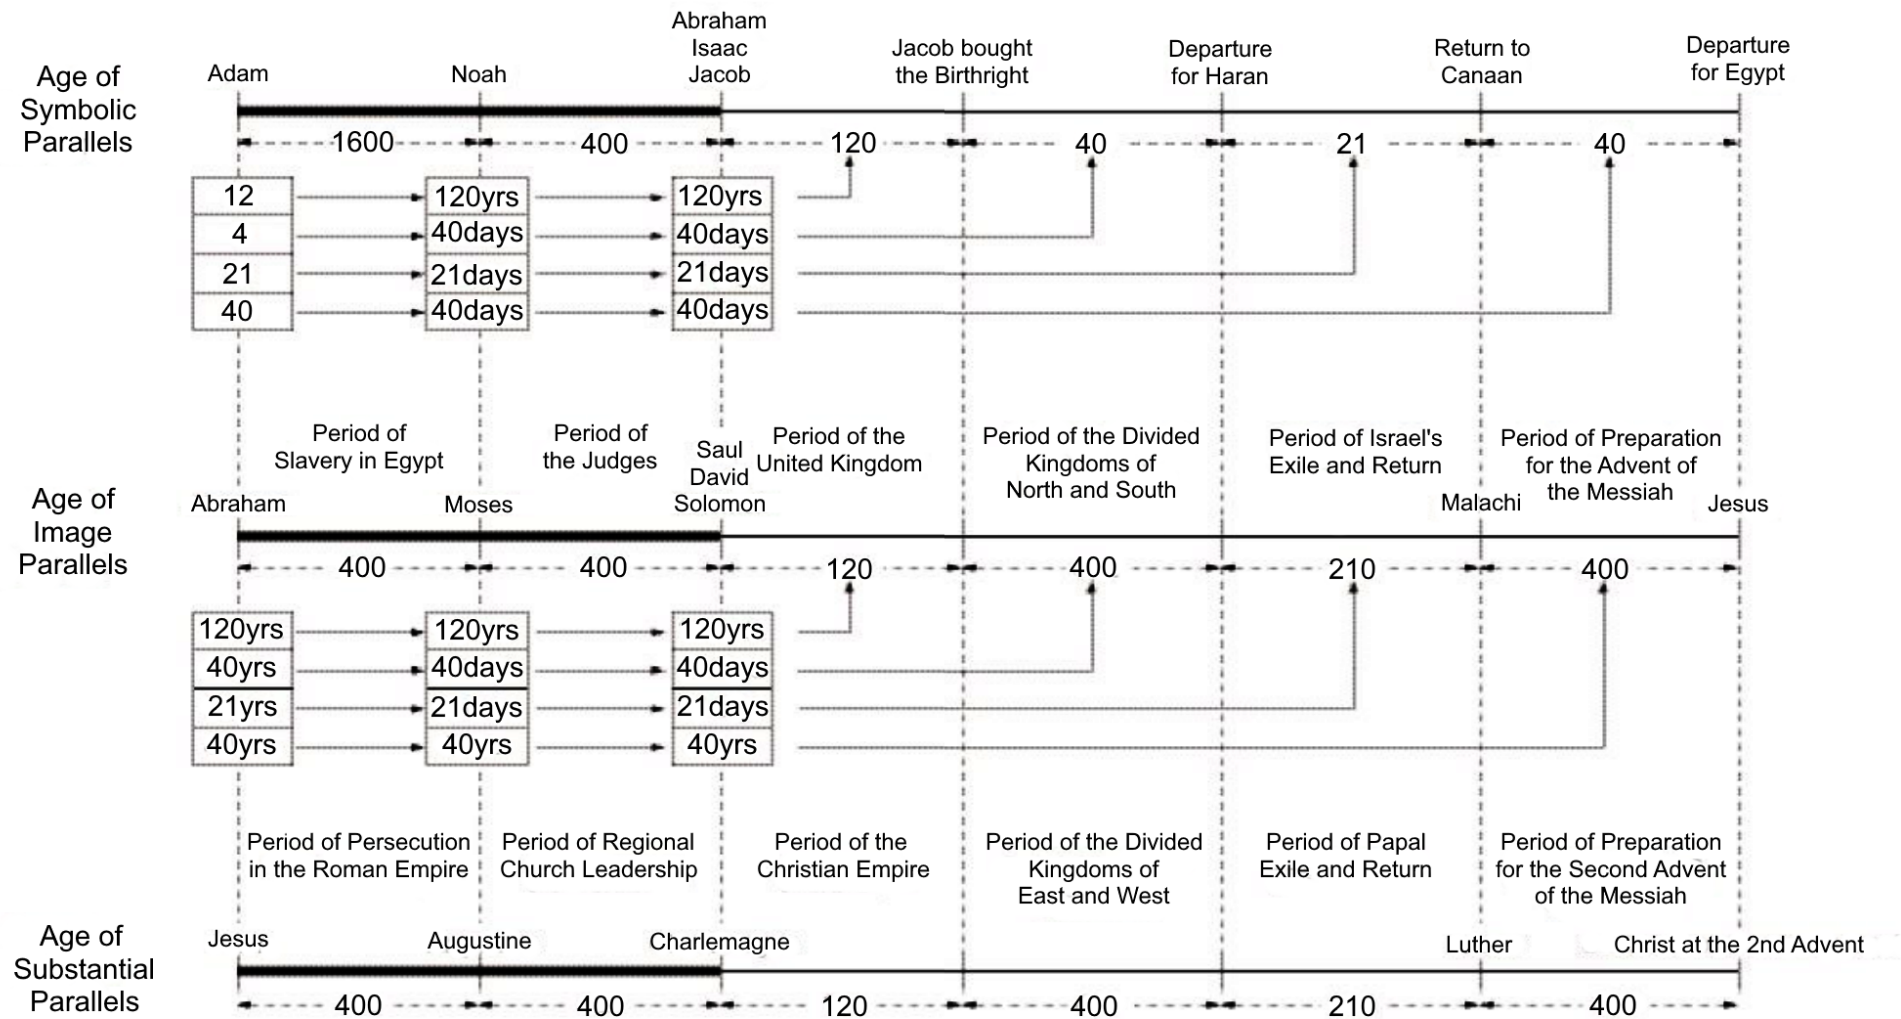 Age of
Symbolic
Parallels
Adam
Noah
Abraham
Isaac
Jacob
Jacob bought
the Birthright
Departure
for Haran
Return to
Canaan
Departure
for Egypt
1600 400 120 40 21 40
12 120yrs 120yrs
4 40days 40days
21 21days 21days
40 40days 40days
Age of
Image
Parallels
Period of
Slavery in Egypt
Period of
the Judges
Period of the
United Kingdom
Period of the Divided
Kingdoms of
North and South
Period of Israel's
Exile and Return
Period of Preparation
for the Advent of
the Messiah
Abraham
Moses
Saul
David
Solomon
Malachi
Jesus
400 400 120 400 210 400
120yrs 120yrs 120yrs
40yrs 40days 40days
21yrs 21days 21days
40yrs 40yrs 40yrs
Period of Persecution
in the Roman Empire
Period of Regional
Church Leadership
Period of the
Christian Empire
Period of the Divided
Kingdoms of
East and West
Period of Papal
Exile and Return
Period of Preparation
for the Second Advent
of the Messiah
Age of
Substantial
Parallels
Jesus
Augustine
Charlemagne
Luther
Christ at the 2nd Advent
400 400 120 400 210 400